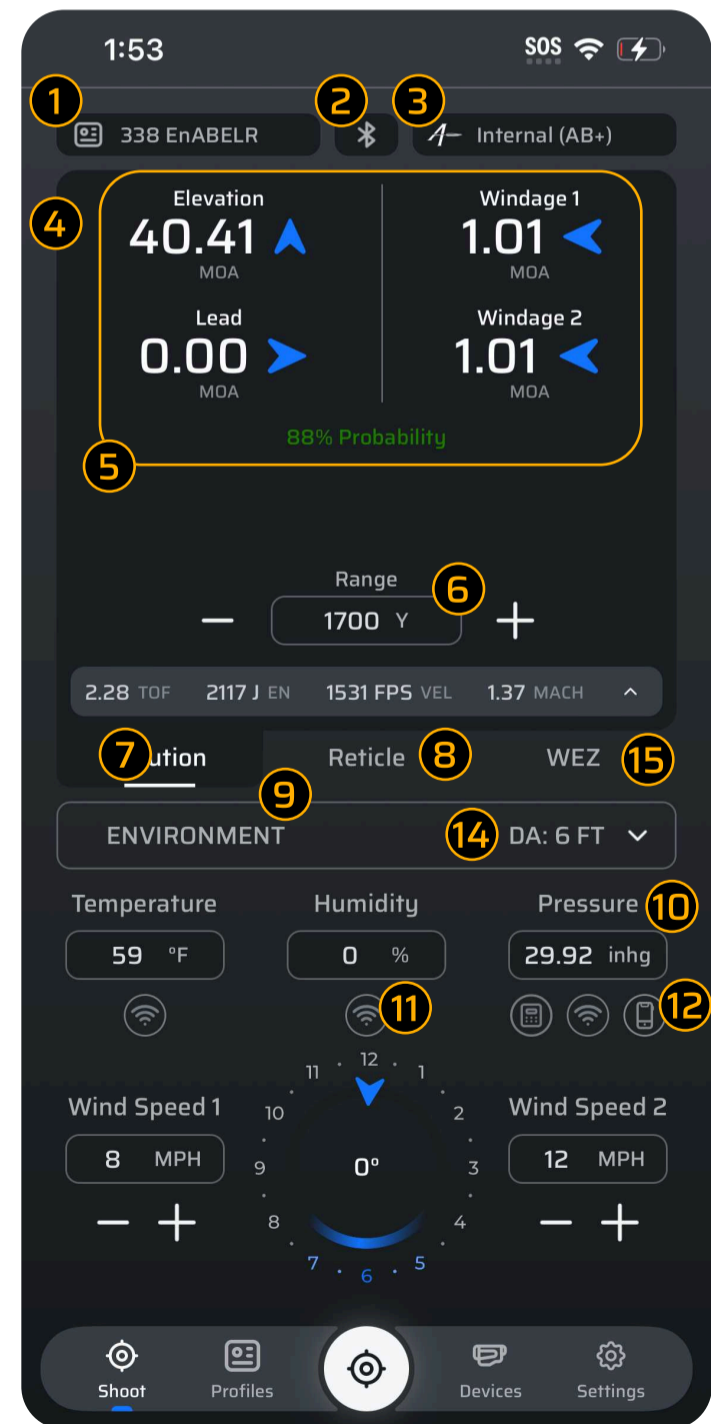 1:53 SOS
1 2 3
338 EnABELR Internal (AB+)
4
Elevation Windage 1
40.41 1.01
MOA MOA
Lead Windage 2
0.00 1.01
MOA MOA
88% Probability
5
Range 6
1700 Y
2.28 TOF 2117 J EN 1531 FPS VEL 1.37 MACH
7 ution Reticle 8 WEZ 15
9
ENVIRONMENT 14 DA: 6 FT
Temperature Humidity Pressure 10
59 °F 0 % 29.92 inhg
11 12
12
11 1
Wind Speed 1 10 2 Wind Speed 2
8 MPH 9 0° 3 12 MPH
8 4
7 6 5
Shoot Profiles Devices Settings